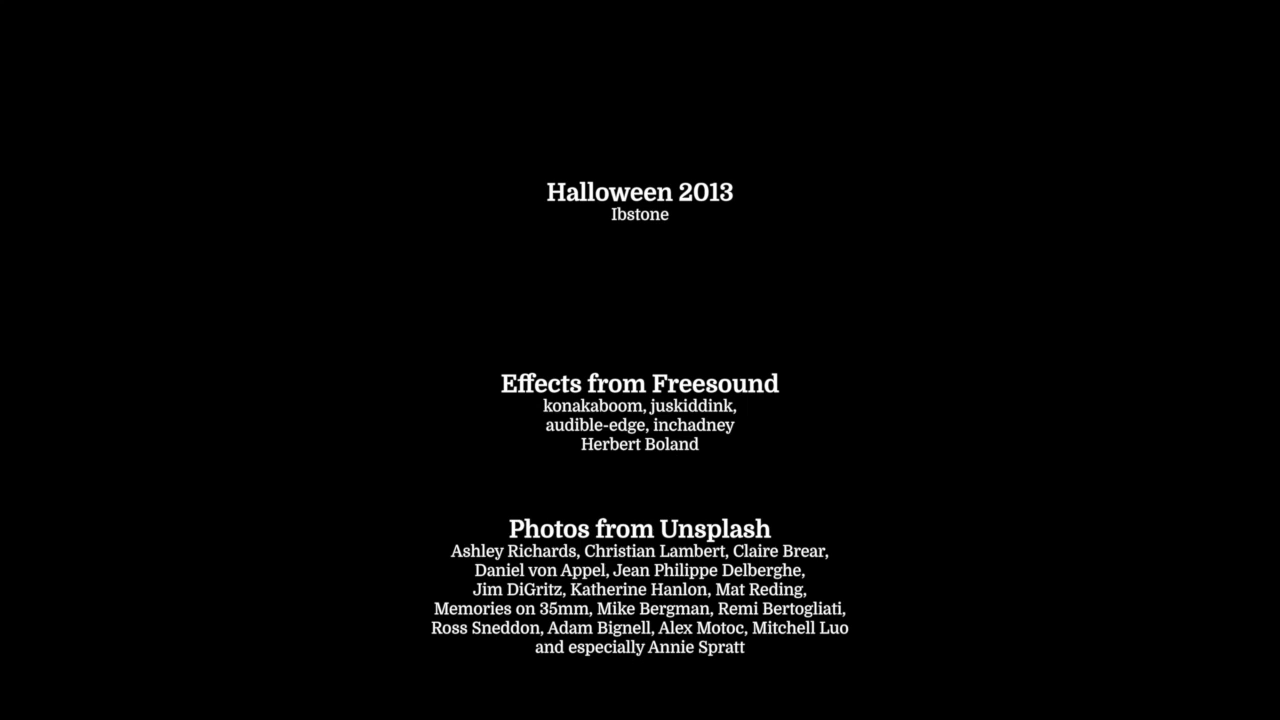 Halloween 2013
Ibstone
Effects from Freesound
konakaboom, juskiddink,
audible-edge, inchadney
Herbert Boland
Photos from Unsplash
Ashley Richards, Christian Lambert, Claire Brear,
Daniel von Appel, Jean Philippe Delberghe,
Jim DiGritz, Katherine Hanlon, Mat Reding,
Memories on 35mm, Mike Bergman, Remi Bertogliati,
Ross Sneddon, Adam Bignell, Alex Motoc, Mitchell Luo
and especially Annie Spratt